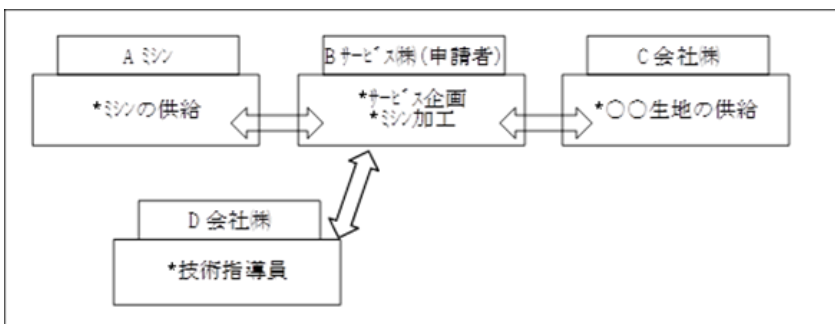 A ﾐｼﾝ
*ﾐｼﾝの供給
Bサｰﾋﾞｽ㈱(申請者)
*ｻｰﾋﾞｽ企画
*ﾐｼﾝ加工
C会社㈱
*○○生地の供給
D会社㈱
*技術指導員